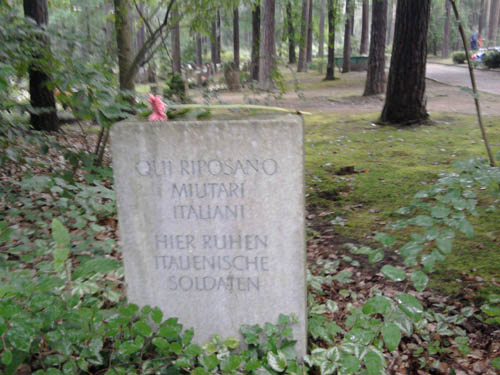 QUI RIPOSANO
MILITARI
ITALIANI
HIER RUHEN
ITALIENISCHE
SOLDATEN